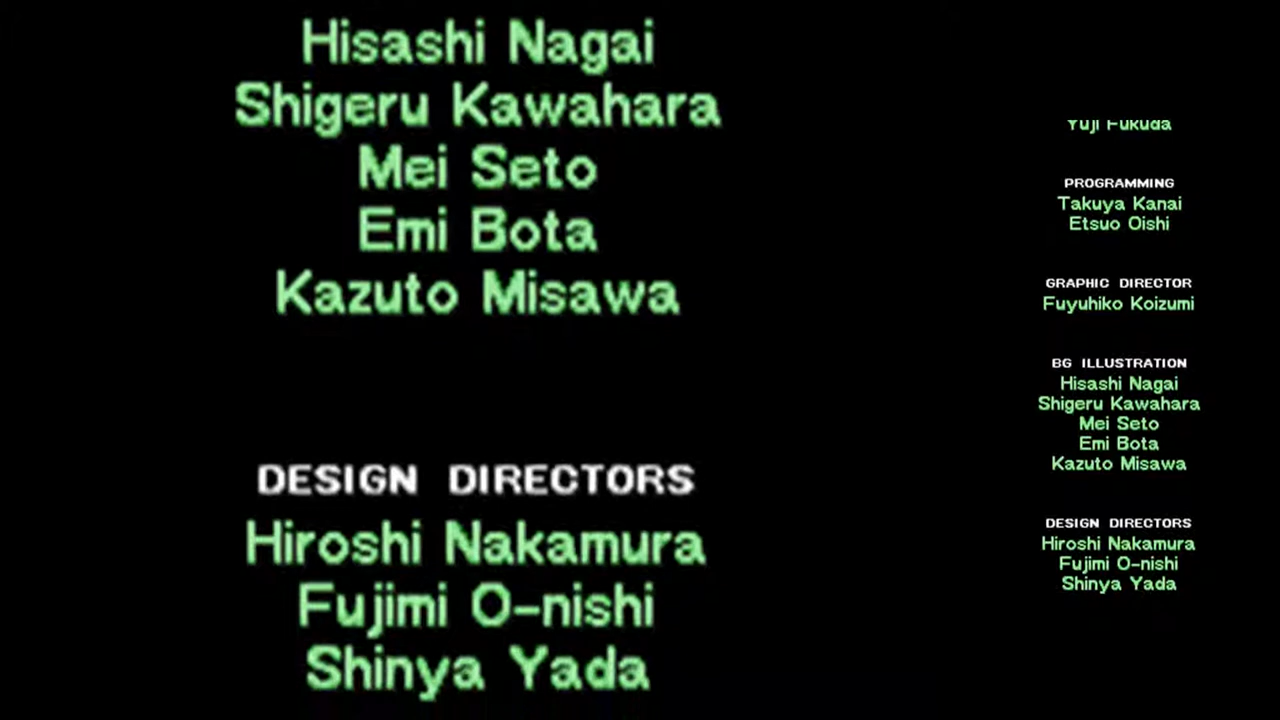 Hisashi Nagai
Shigeru Kawahara
Mei Seto
Emi Bota
Kazuto Misawa
DESIGN DIRECTORS
Hiroshi Nakamura
Fujimi O-nishi
Shinya Yada
Yuji Fukuda
PROGRAMMING
Takuya Kanai
Etsuo Oishi
GRAPHIC DIRECTOR
Fuyuhiko Koizumi
BG ILLUSTRATION
Hisashi Nagai
Shigeru Kawahara
Mei Seto
Emi Bota
Kazuto Misawa
DESIGN DIRECTORS
Hiroshi Nakamura
Fujimi O-nishi
Shinya Yada